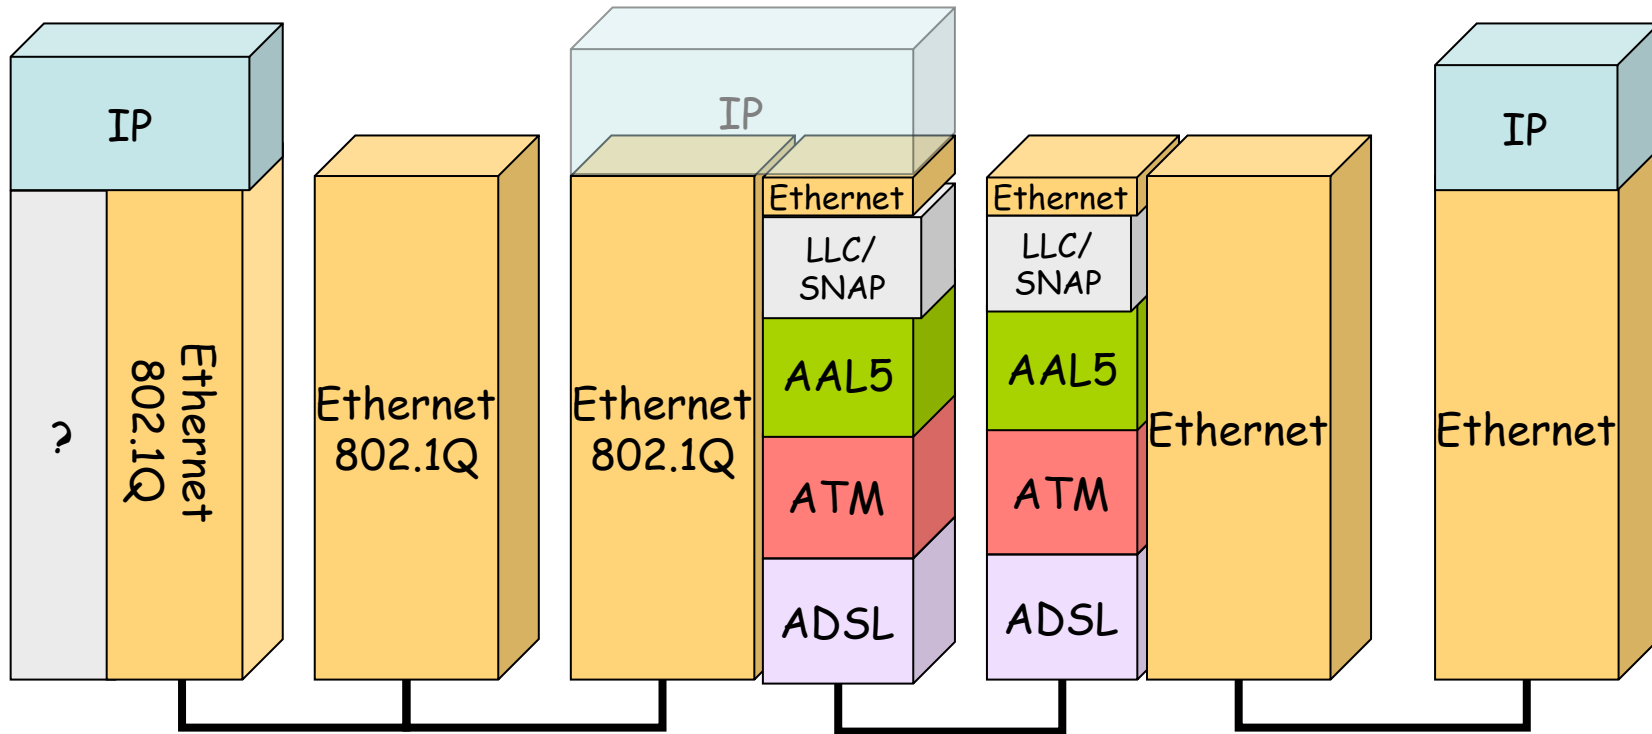 IP
?
Ethernet
802.1Q
Ethernet
802.1Q
IP
Ethernet
802.1Q
Ethernet
LLC/
SNAP
AAL5
ATM
ADSL
Ethernet
LLC/
SNAP
AAL5
ATM
ADSL
Ethernet
IP
Ethernet